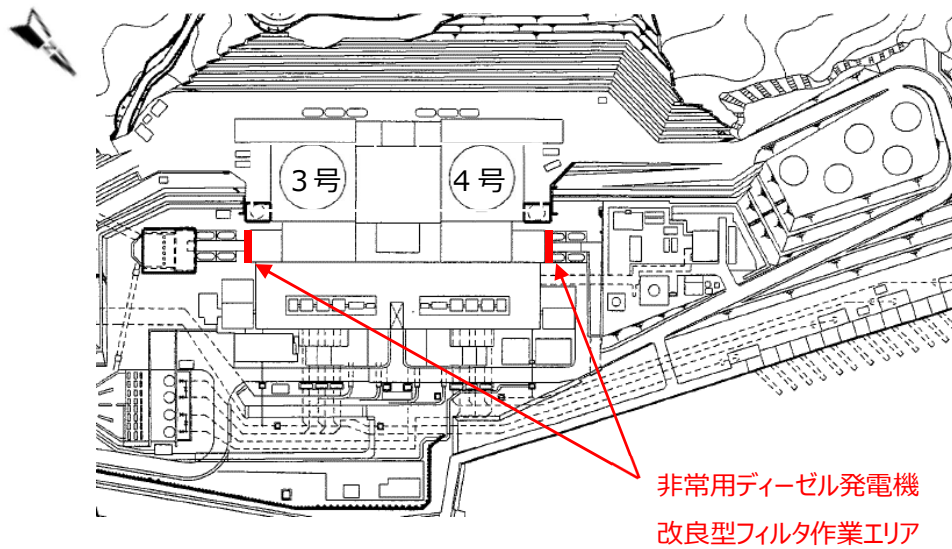 ３号
４号
非常用ディーゼル発電機
改良型フィルタ作業エリア